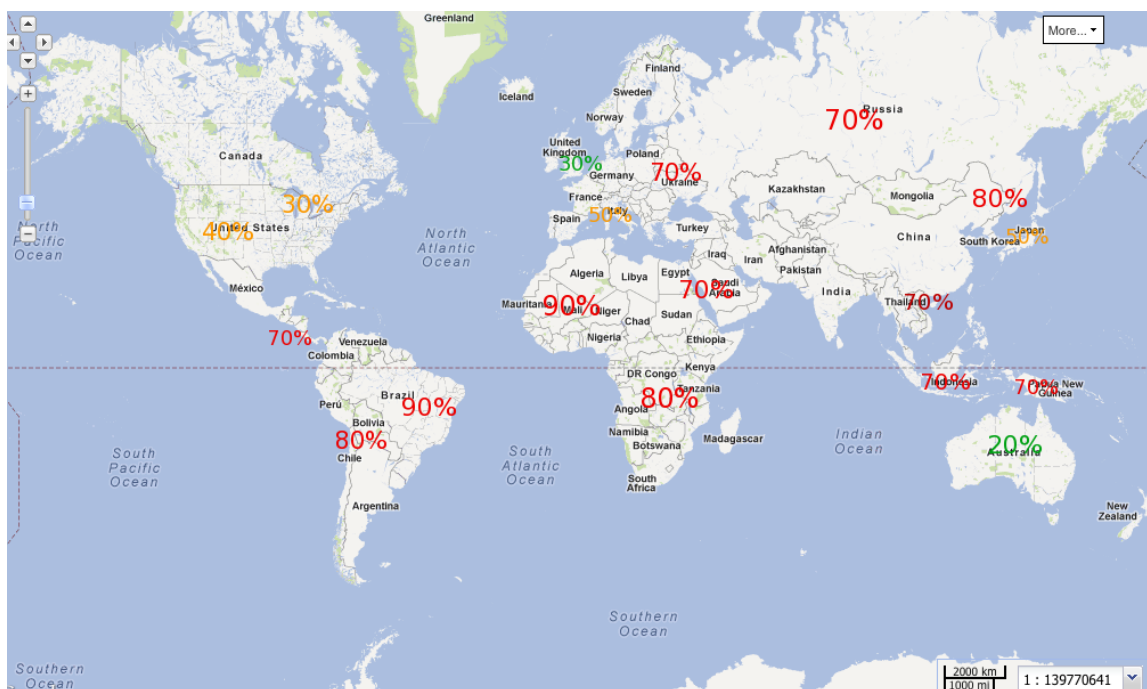 Greenland
More...
Iceland
Finland
Sweden
Norway
Russia
70%
Canada
United
Kingdom
30%
Poland
Germany
70%
Ukraine
France
Kazakhstan
Mongolia
80%
30%
40%
United States
50%
Italy
Spain
Turkey
China
Japan
50%
South Korea
North
Pacific
Ocean
North
Atlantic
Ocean
Iraq
Iran
Afghanistan
Pakistan
México
Algeria
Libya
Egypt
70%
Saudi
Arabia
India
Thailand
70%
Mauritania
90%
Mali
Niger
Chad
Sudan
70%
Venezuela
Colombia
Nigeria
Ethiopia
Kenya
DR Congo
Tanzania
80%
70%
Indonesia
70%
Papua New
Guinea
Perú
Brazil
90%
Bolivia
80%
Chile
Angola
Namibia
Botswana
Madagascar
Indian
Ocean
20%
Australia
South
Pacific
Ocean
South
Atlantic
Ocean
South
Africa
Argentina
New
Zealand
Southern
Ocean
Southern
Ocean
2000 km
1000 mi
1 : 139770641